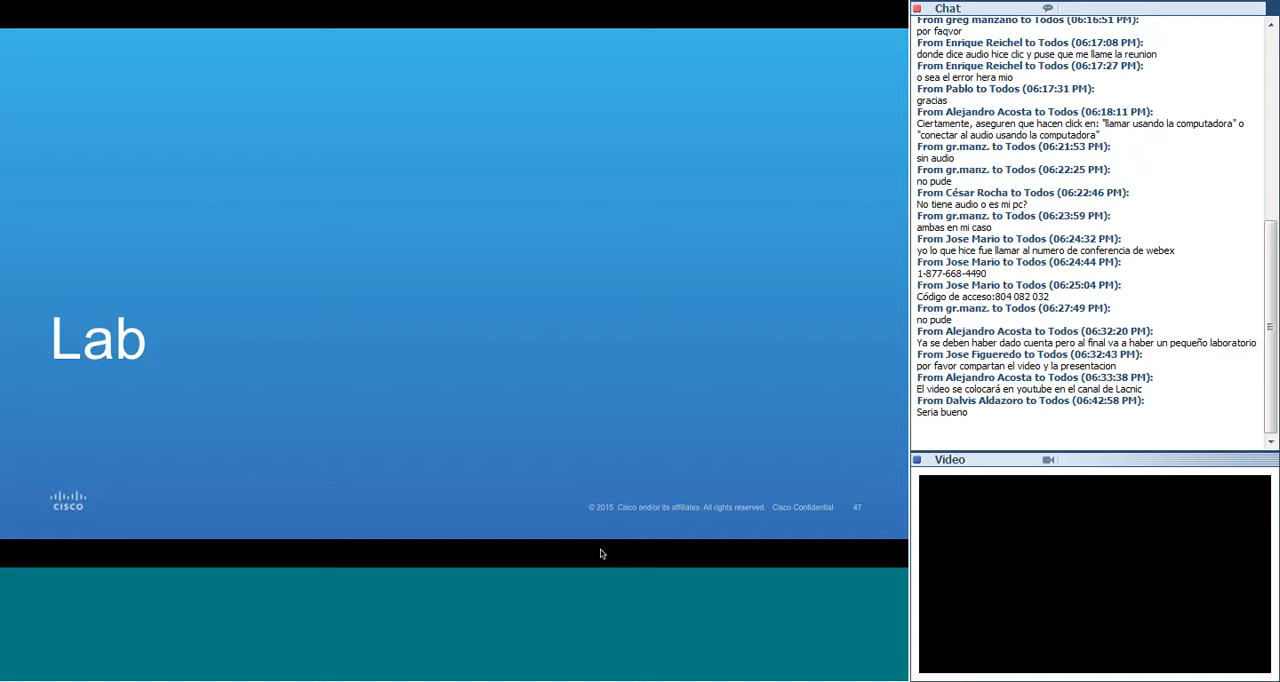 Lab
CISCO
© 2015 Cisco and/or its affiliates. All rights reserved. Cisco Confidential 47
Chat
From greg manzano to Todos (06:16:51 PM):
por faqvor
From Enrique Reichel to Todos (06:17:08 PM):
donde dice audio hice clic y puse que me llame la reunion
From Enrique Reichel to Todos (06:17:27 PM):
o sea el error hera mio
From Pablo to Todos (06:17:31 PM):
gracias
From Alejandro Acosta to Todos (06:18:11 PM):
Ciertamente, aseguren que hacen click en: "llamar usando la computadora" o
"conectar al audio usando la computadora"
From gr.manz. to Todos (06:21:53 PM):
sin audio
From gr.manz. to Todos (06:22:25 PM):
no pude
From César Rocha to Todos (06:22:46 PM):
No tiene audio o es mi pc?
From gr.manz. to Todos (06:23:59 PM):
ambas en mi caso
From Jose Mario to Todos (06:24:32 PM):
yo lo que hice fue llamar al numero de conferencia de webex
From Jose Mario to Todos (06:24:44 PM):
1-877-668-4490
From Jose Mario to Todos (06:25:04 PM):
Código de acceso:804 082 032
From gr.manz. to Todos (06:27:49 PM):
no pude
From Alejandro Acosta to Todos (06:32:20 PM):
Ya se deben haber dado cuenta pero al final va a haber un pequeño laboratorio
From Jose Figueredo to Todos (06:32:43 PM):
por favor compartan el video y la presentacion
From Alejandro Acosta to Todos (06:33:38 PM):
El video se colocará en youtube en el canal de Lacnic
From Dalvis Aldazoro to Todos (06:42:58 PM):
Seria bueno
Video